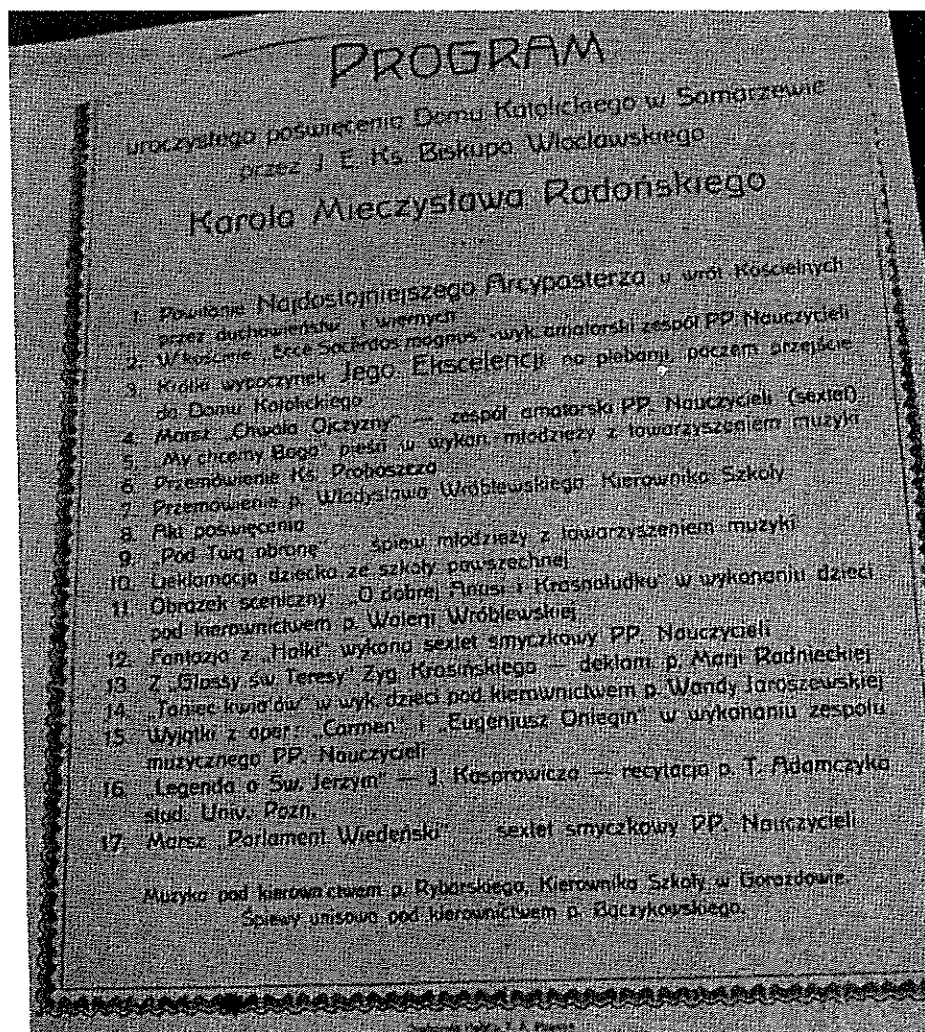 PROGRAM
uroczystego poświęcenia Domu Katolickiego w Samarzewie
przez J. E. Ks. Biskupa Włocławskiego
Karola Mieczysława Radońskiego
1. Powitanie Najdostojniejszego Arcypasterza u wrót Kościelnych
przez duchowieństwo i wiernych
2. W kościele „Ecce Sacerdos magnus" - wyk. amatorski zespół PP. Nauczycieli
3. Krótki wypoczynek Jego Ekscelencji na plebanji, poczem przejście
do Domu Katolickiego
4. Marsz „Chwała Ojczyzny" — zespół amatorski PP. Nauczycieli (sextet)
5. „My chcemy Boga" pieśń w wykon. młodzieży z towarzyszeniem muzyki
6. Przemówienie Ks. Proboszcza
7. Przemówienie p. Władysława Wróblewskiego, Kierownika Szkoły
8. Akt poświęcenia
9. „Pod Twą obronę" — śpiew młodzieży z towarzyszeniem muzyki
10. Deklamacja dziecka ze szkoły powszechnej
11. Obrazek sceniczny „O dobrej Anusi i Krasnoludku" w wykonaniu dzieci
pod kierownictwem p. Walerji Wróblewskiej
12. Fantazja z „Halki" wykona sextet smyczkowy PP. Nauczycieli
13. Z „Glossy św. Teresy" Zyg. Krasińskiego — deklam. p. Marji Radnieckiej
14. „Taniec kwiatów" w wyk. dzieci pod kierownictwem p. Wandy Jaroszewskiej
15. Wyjątki z oper: „Carmen" i „Eugenjusz Oniegin" w wykonaniu zespołu
muzycznego PP. Nauczycieli
16. „Legenda o Św. Jerzym" — J. Kasprowicza — recytacja p. T. Adamczyka
stud. Univ. Pozn.
17. Marsz „Parlament Wiedeński" — sextet smyczkowy PP. Nauczycieli
Muzyka pod kierownictwem p. Rybarskiego, Kierownika Szkoły w Gorazdowie.
Śpiewy unisowo pod kierownictwem p. Bączykowskiego.